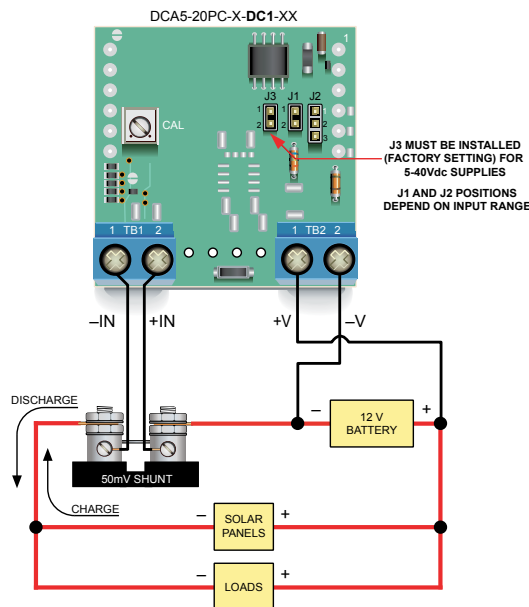 DCA5-20PC-X-DC1-XX
1
CAL
J3 J1 J2
1 1 1
2 2 2
3
J3 MUST BE INSTALLED
(FACTORY SETTING) FOR
5-40Vdc SUPPLIES
J1 AND J2 POSITIONS
DEPEND ON INPUT RANGE
1 TB1 2
1 TB2 2
–IN +IN
+V –V
DISCHARGE
– 12 V +
BATTERY
50mV SHUNT
CHARGE
– SOLAR +
PANELS
– LOADS +